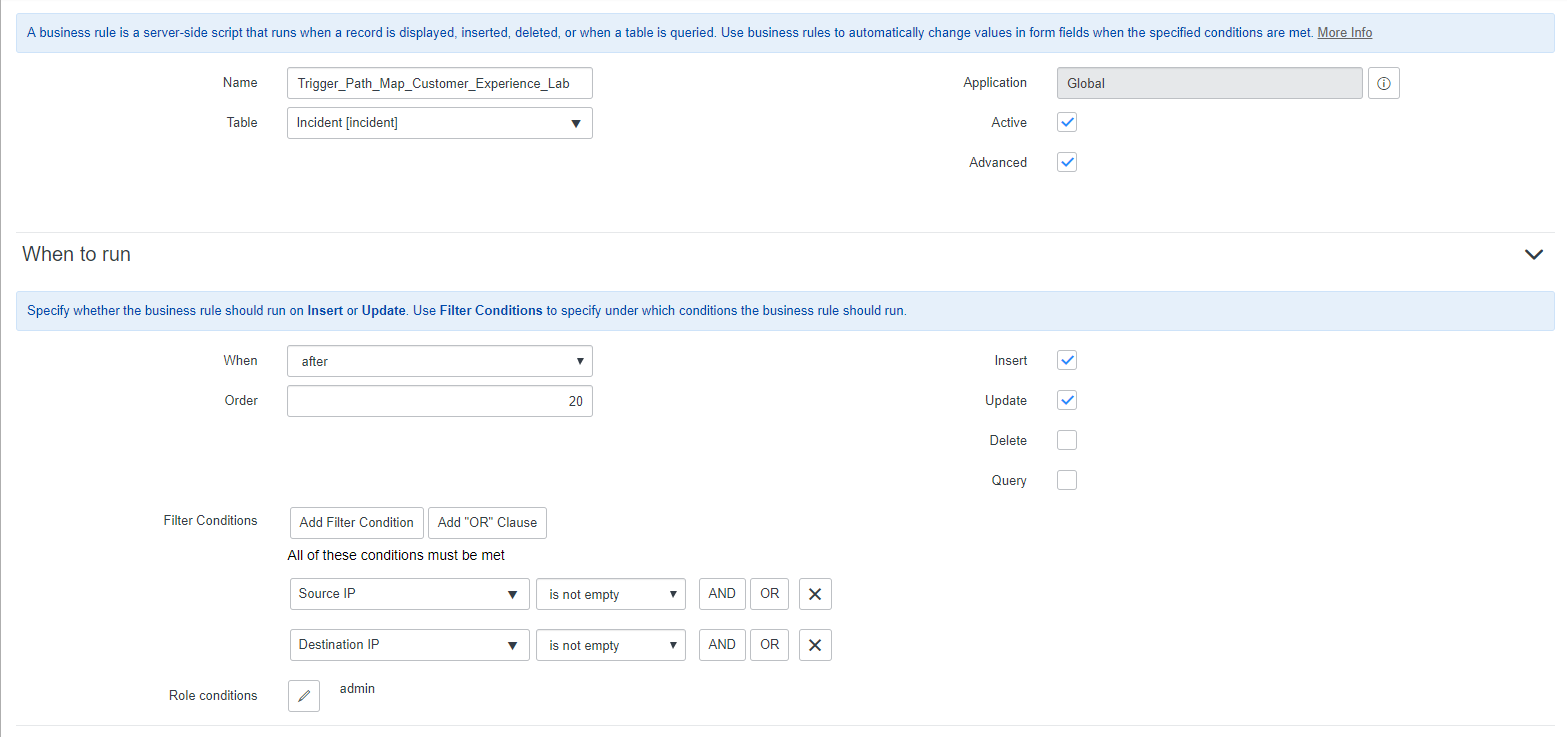 A business rule is a server-side script that runs when a record is displayed, inserted, deleted, or when a table is queried. Use business rules to automatically change values in form fields when the specified conditions are met. More Info
Name Trigger_Path_Map_Customer_Experience_Lab Application Global
Table Incident [incident] Active
Advanced
When to run
Specify whether the business rule should run on Insert or Update. Use Filter Conditions to specify under which conditions the business rule should run.
When after Insert
Order 20 Update
Delete
Query
Filter Conditions Add Filter Condition Add "OR" Clause
All of these conditions must be met
Source IP is not empty AND OR
Destination IP is not empty AND OR
Role conditions admin